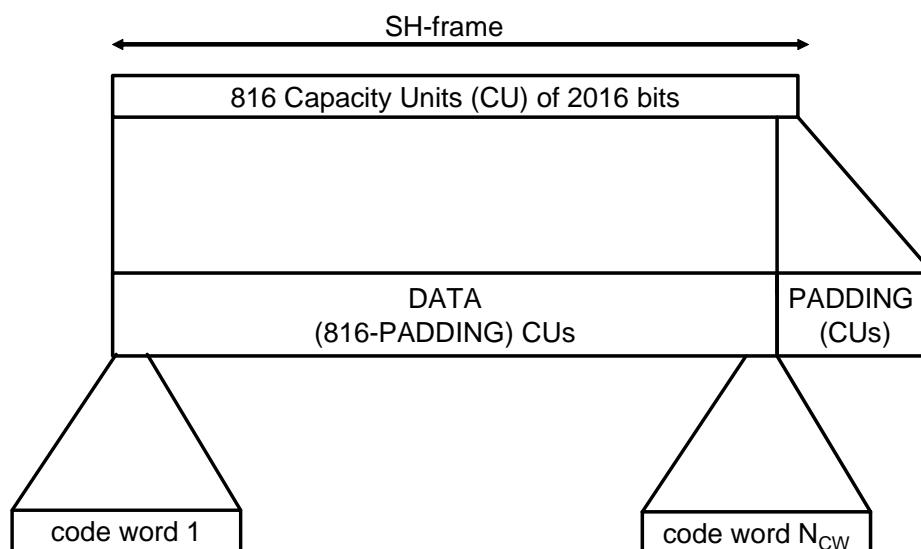 SH-frame
816 Capacity Units (CU) of 2016 bits
DATA
(816-PADDING) CUs
PADDING
(CUs)
code word 1
code word N_CW